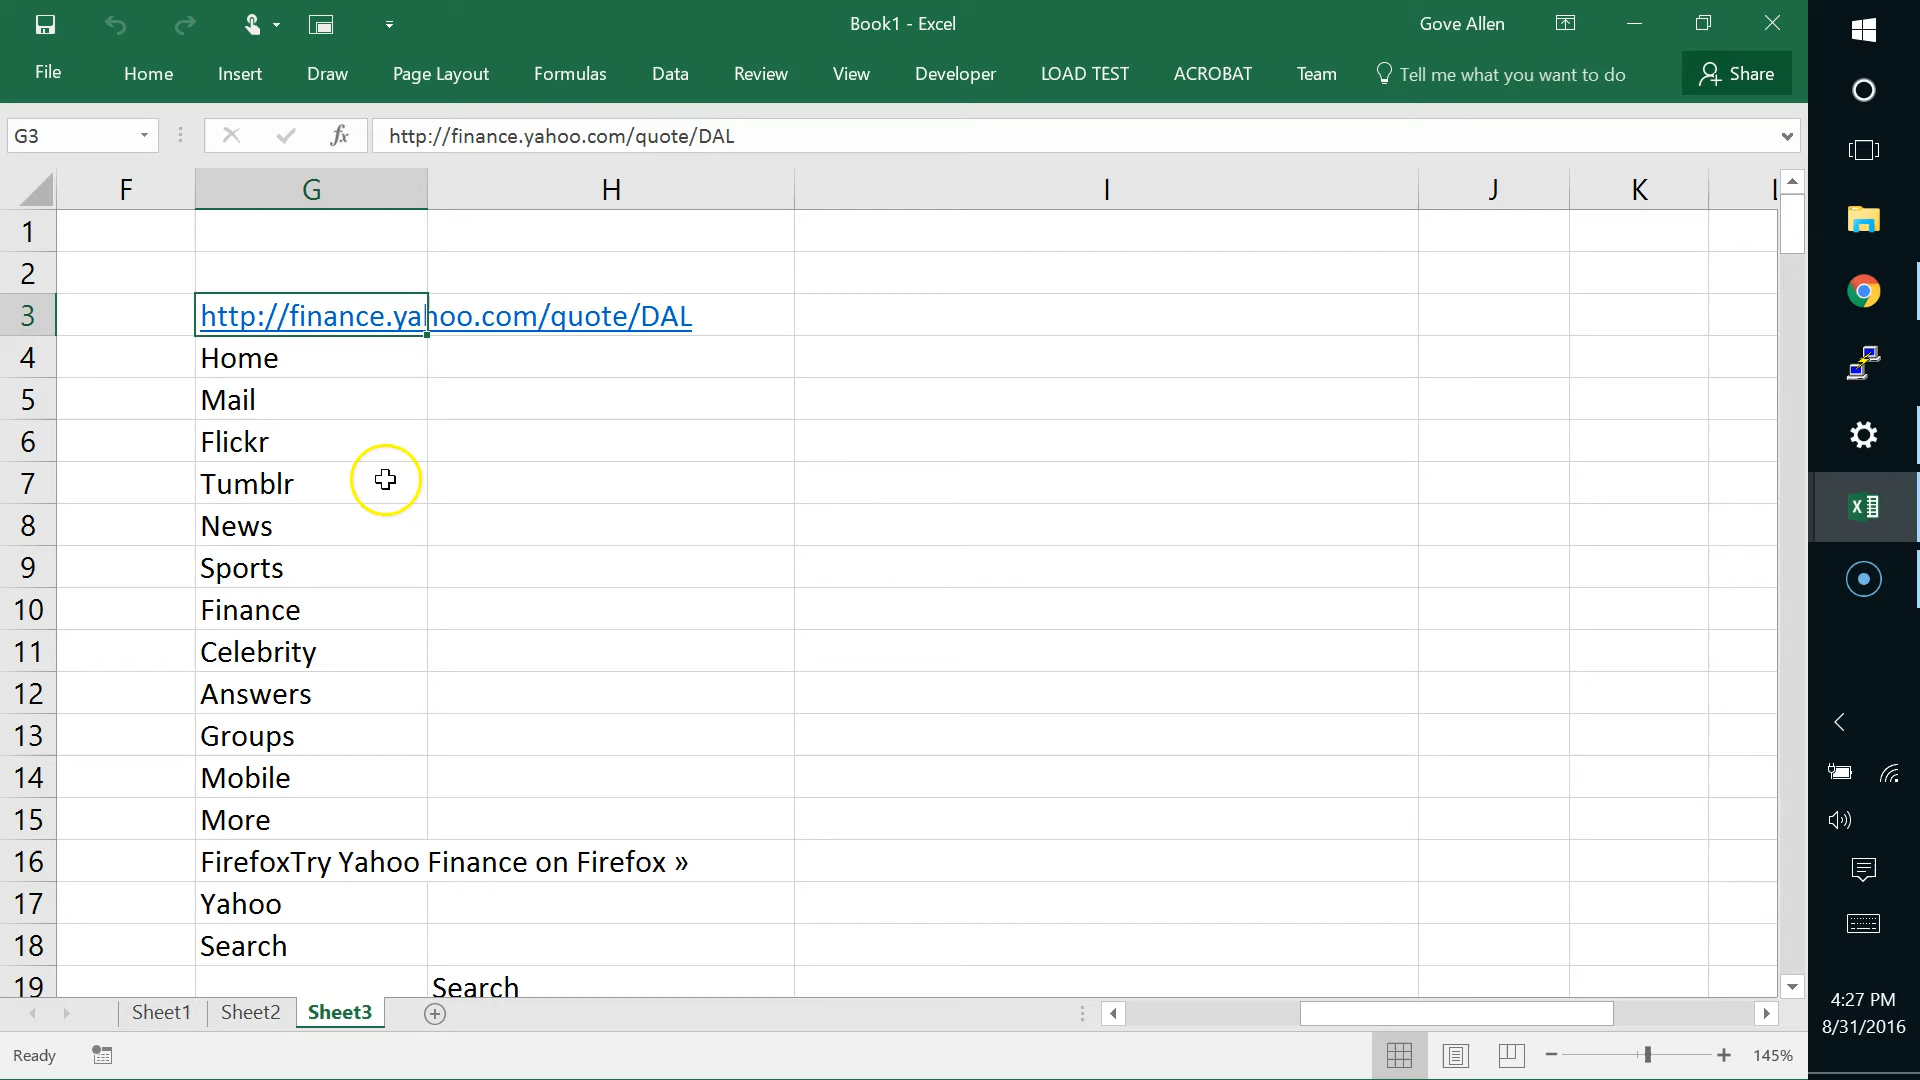 Book1 - Excel
Gove Allen
File Home Insert Draw Page Layout Formulas Data Review View Developer LOAD TEST ACROBAT Team Tell me what you want to do Share
G3 fx http://finance.yahoo.com/quote/DAL
F G H I J K L
1
2
3 http://finance.yahoo.com/quote/DAL
4 Home
5 Mail
6 Flickr
7 Tumblr
8 News
9 Sports
10 Finance
11 Celebrity
12 Answers
13 Groups
14 Mobile
15 More
16 FirefoxTry Yahoo Finance on Firefox »
17 Yahoo
18 Search
19 Search
Sheet1 Sheet2 Sheet3
Ready 145%
4:27 PM
8/31/2016